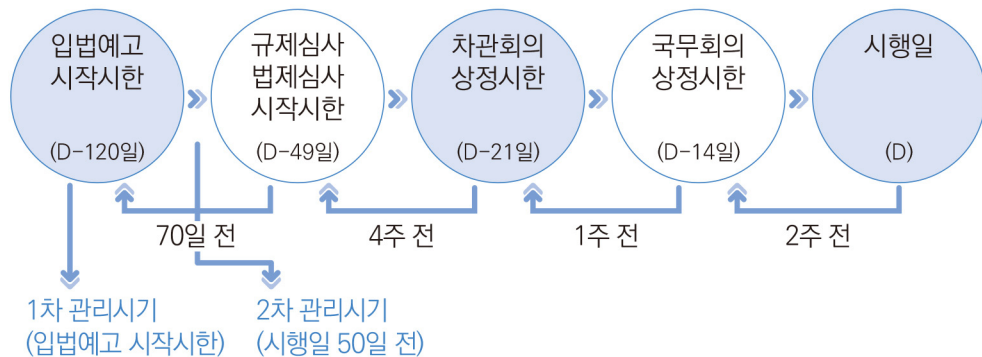 입법예고
시작시한
(D-120일)
규제심사
법제심사
시작시한
(D-49일)
차관회의
상정시한
(D-21일)
국무회의
상정시한
(D-14일)
시행일
(D)
70일 전
4주 전
1주 전
2주 전
1차 관리시기
(입법예고 시작시한)
2차 관리시기
(시행일 50일 전)